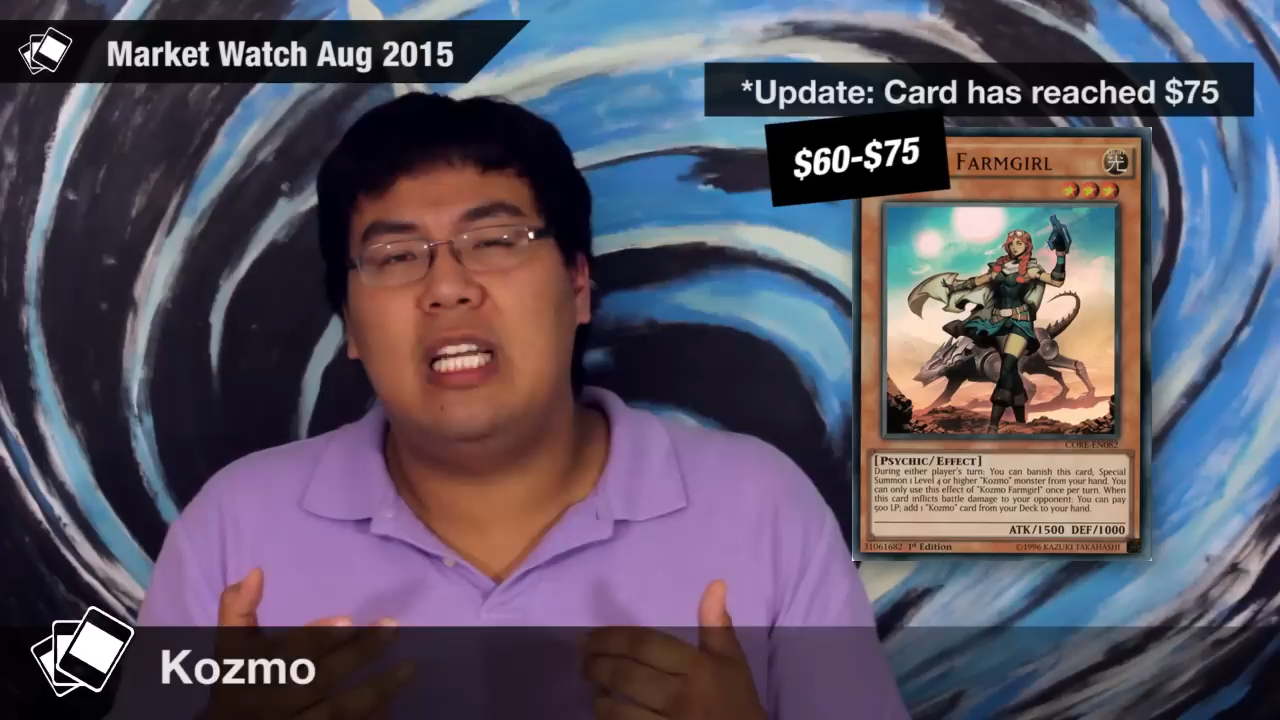 Market Watch Aug 2015
*Update: Card has reached $75
$60-$75
FARMGIRL
CORE-EN082
[PSYCHIC/EFFECT]
During either player's turn: You can banish this card; Special
Summon 1 Level 4 or higher "Kozmo" monster from your hand. You
can only use this effect of "Kozmo Farmgirl" once per turn. When
this card inflicts battle damage to your opponent: You can pay
500 LP; add 1 "Kozmo" card from your Deck to your hand.
ATK/1500 DEF/1000
31061682 1st Edition ©1996 KAZUKI TAKAHASHI
Kozmo